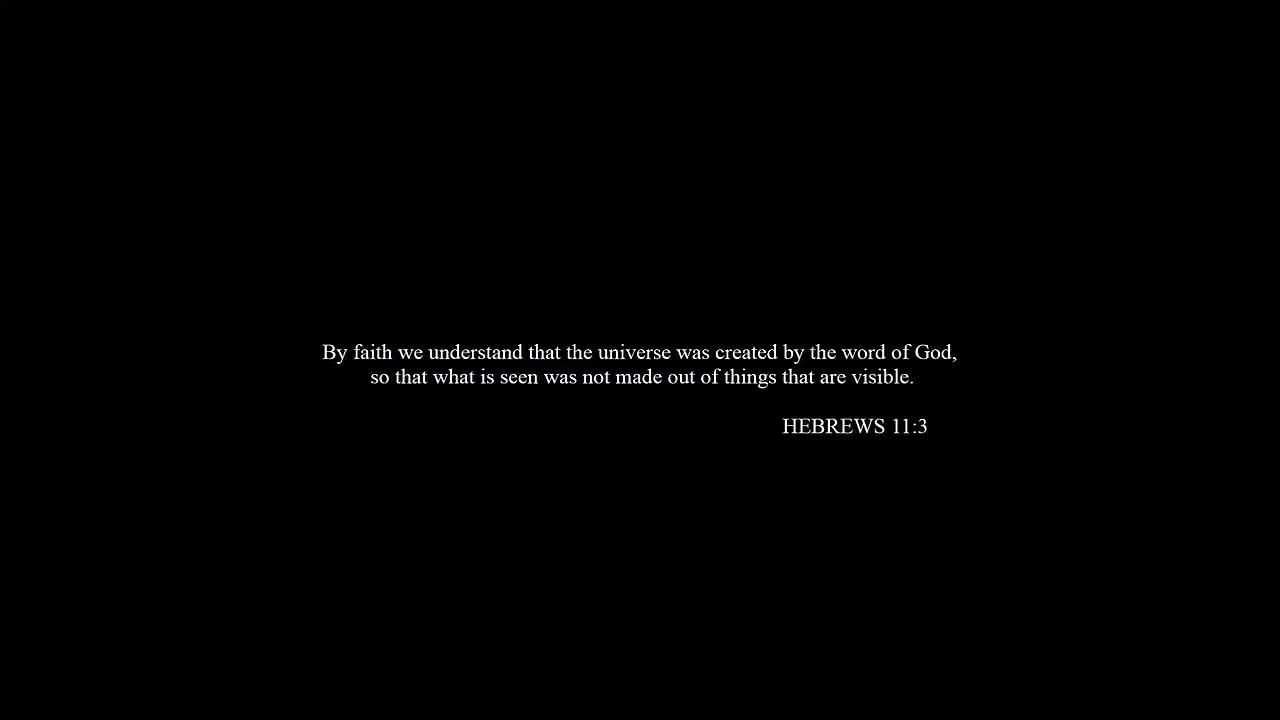 By faith we understand that the universe was created by the word of God,
so that what is seen was not made out of things that are visible.
HEBREWS 11:3